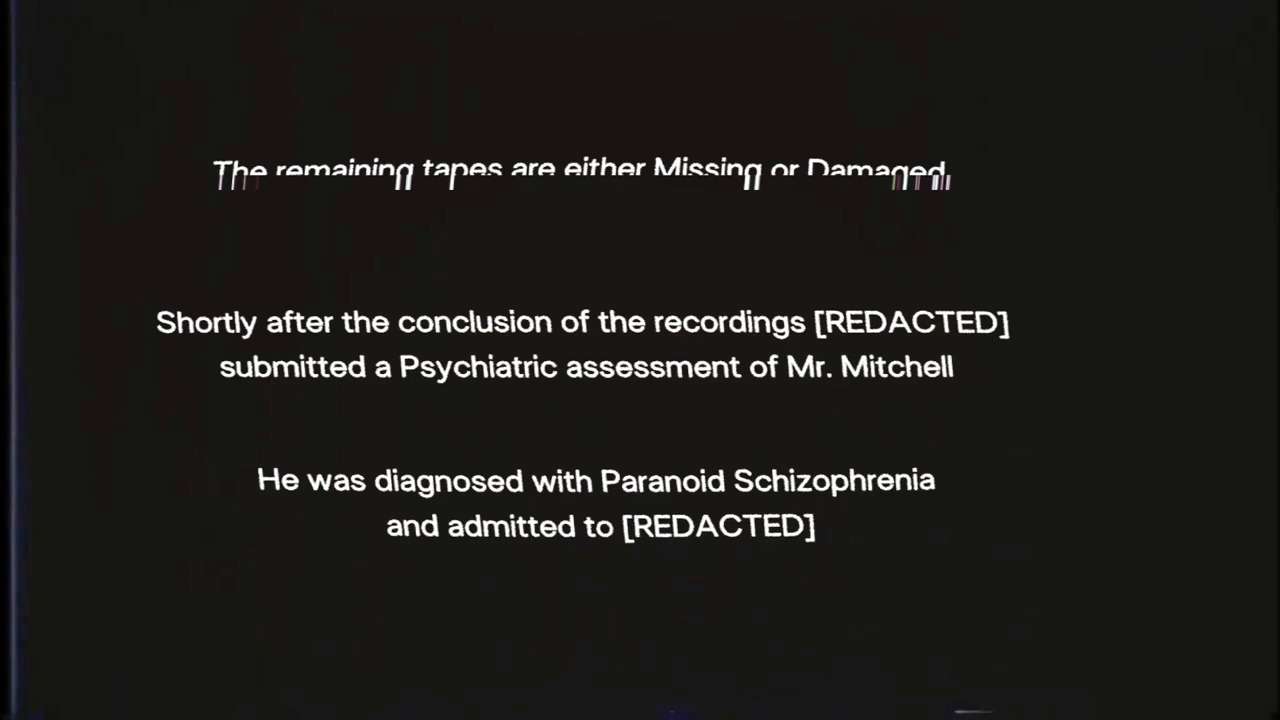 The remaining tapes are either Missing or Damaged.
Shortly after the conclusion of the recordings [REDACTED]
submitted a Psychiatric assessment of Mr. Mitchell
He was diagnosed with Paranoid Schizophrenia
and admitted to [REDACTED]